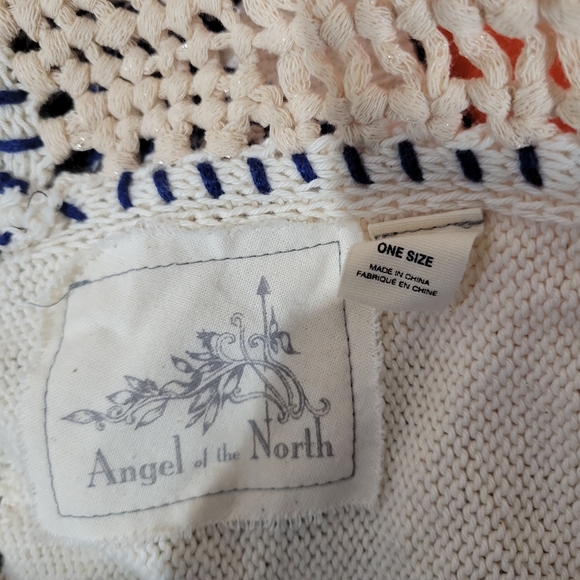 ONE SIZE
MADE IN CHINA
FABRIQUÉ EN CHINE
Angel of the North